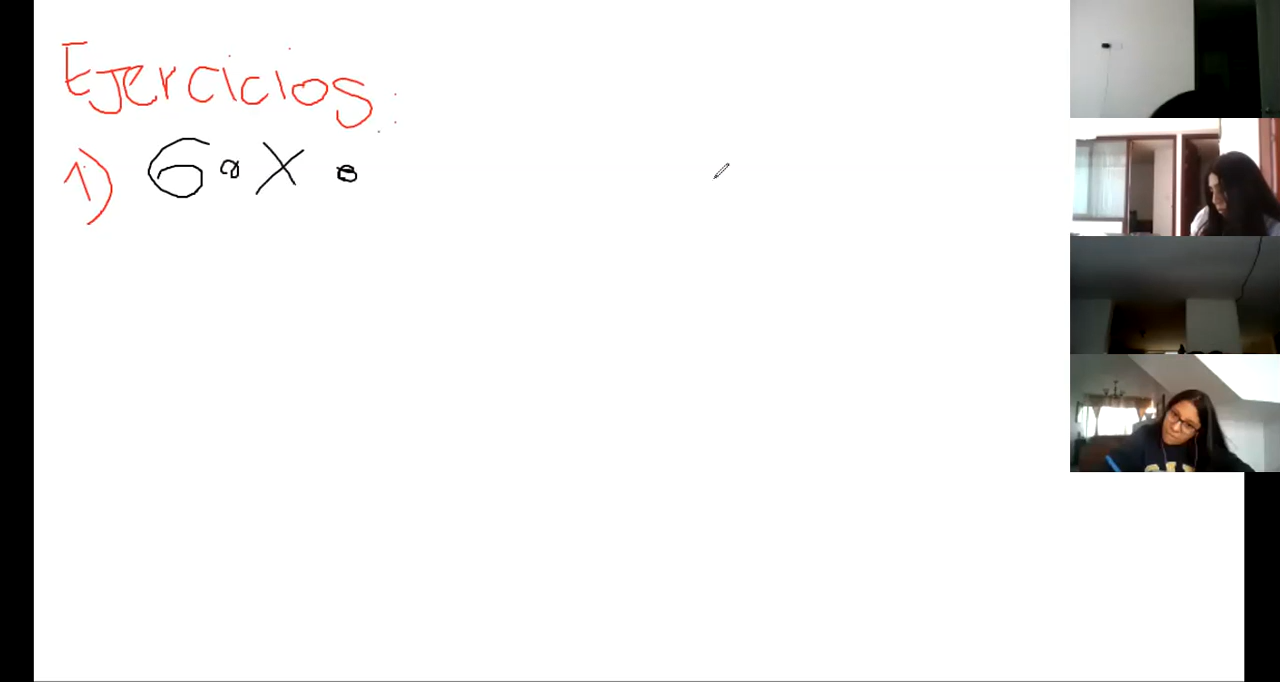 Ejercicios:
1) 6 • X •